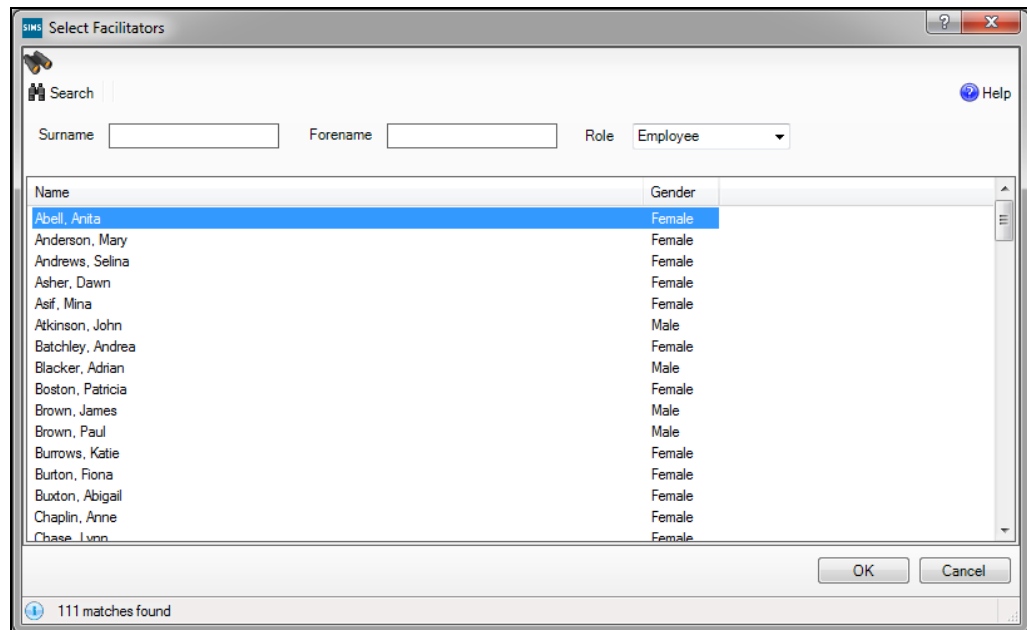 SIMS Select Facilitators
Search Help
Surname Forename Role Employee
Name Gender
Abell, Anita Female
Anderson, Mary Female
Andrews, Selina Female
Asher, Dawn Female
Asif, Mina Female
Atkinson, John Male
Batchley, Andrea Female
Blacker, Adrian Male
Boston, Patricia Female
Brown, James Male
Brown, Paul Male
Burrows, Katie Female
Burton, Fiona Female
Buxton, Abigail Female
Chaplin, Anne Female
Chase, Lynn Female
OK Cancel
111 matches found